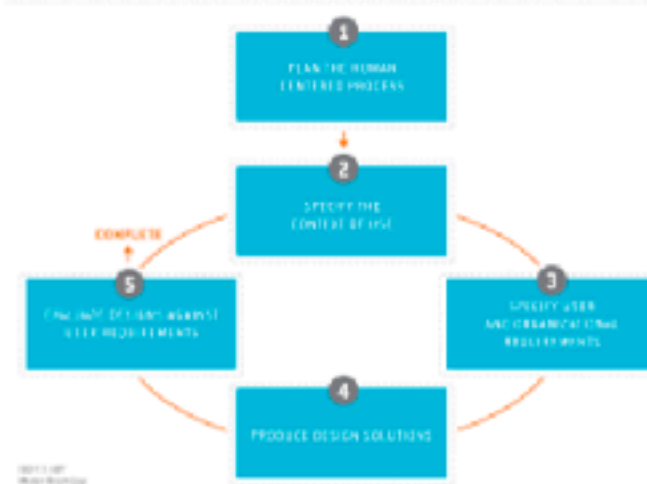 1
PLAN THE HUMAN
CENTERED PROCESS
2
SPECIFY THE
CONTEXT OF USE
COMPLETE
5
EVALUATE DESIGNS AGAINST
USER REQUIREMENTS
3
SPECIFY USER
AND ORGANIZATIONAL
REQUIREMENTS
4
PRODUCE DESIGN SOLUTIONS